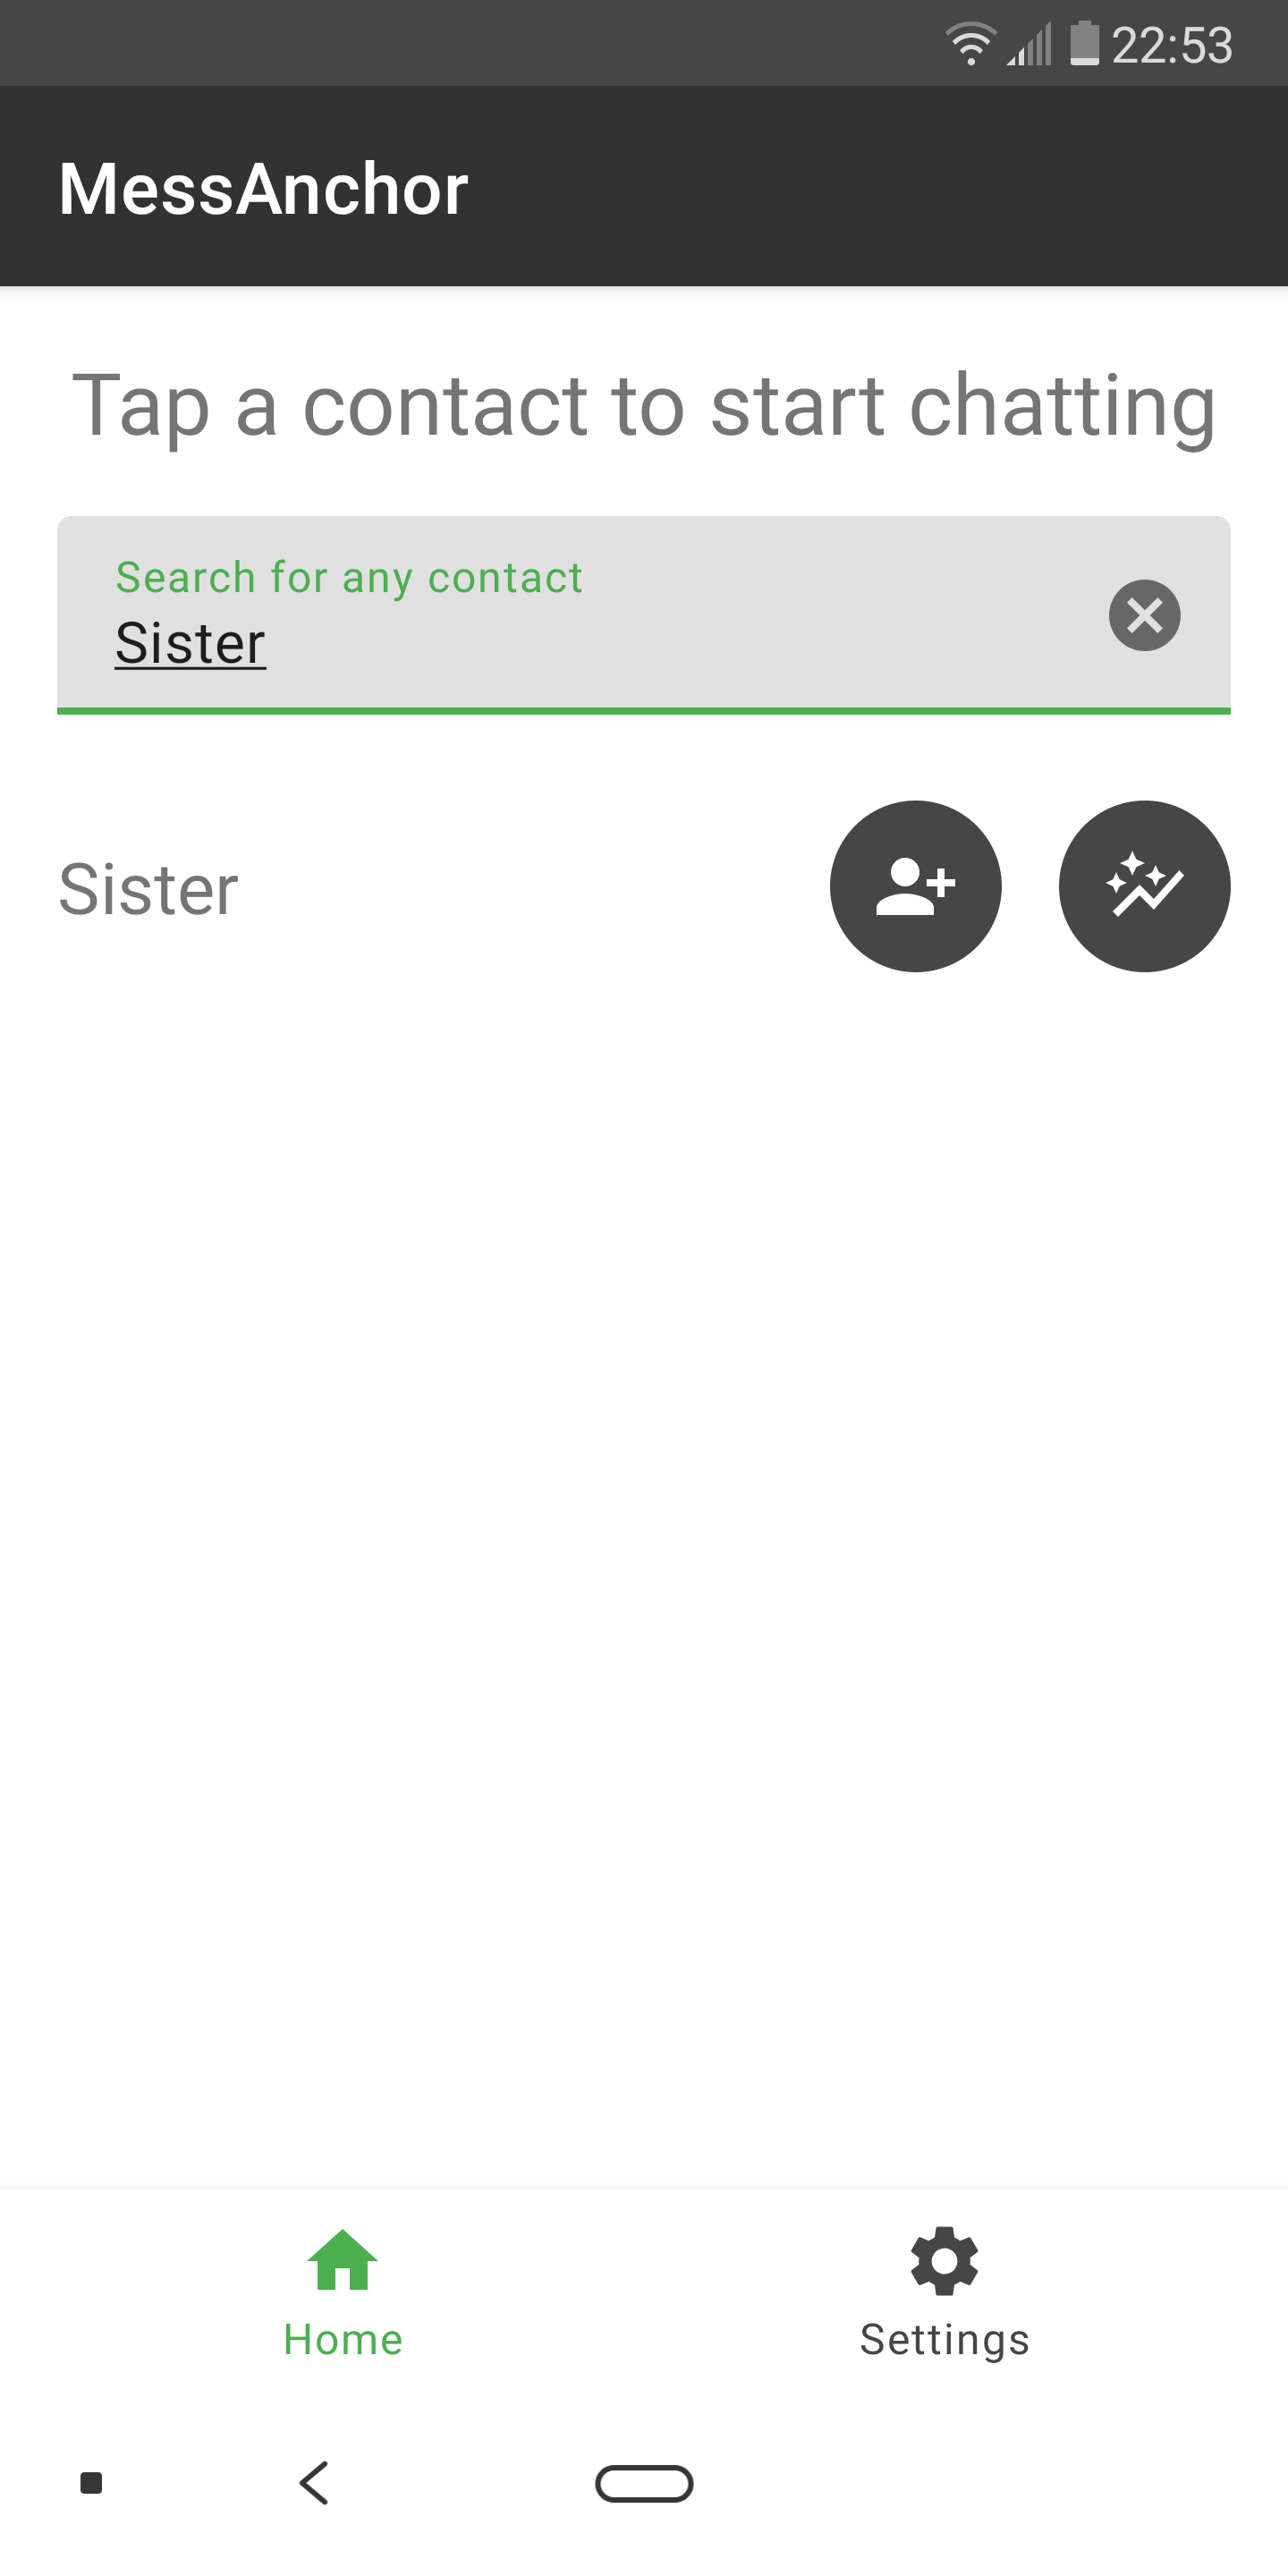 22:53
MessAnchor
Tap a contact to start chatting
Search for any contact
Sister
Sister
Home
Settings